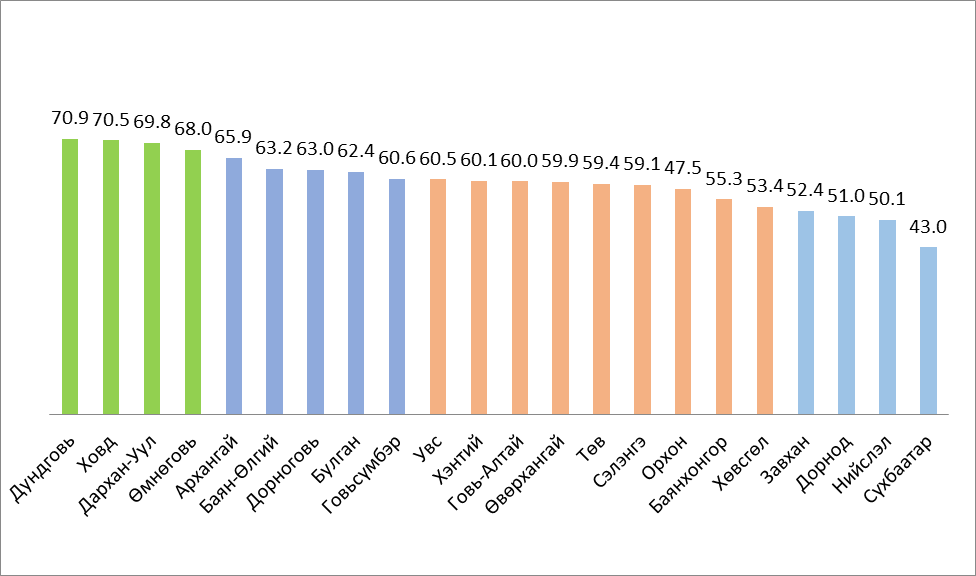 70.9 70.5 69.8 68.0 65.9 63.2 63.0 62.4 60.6 60.5 60.1 60.0 59.9 59.4 59.1 47.5 55.3 53.4 52.4 51.0 50.1 43.0
Дундговь
Ховд
Дархан-Уул
Өмнөговь
Архангай
Баян-Өлгий
Дорноговь
Булган
Говьсүмбэр
Увс
Хэнтий
Говь-Алтай
Өвөрхангай
Төв
Сэлэнгэ
Орхон
Баянхонгор
Хөвсгөл
Завхан
Дорнод
Нийслэл
Сүхбаатар